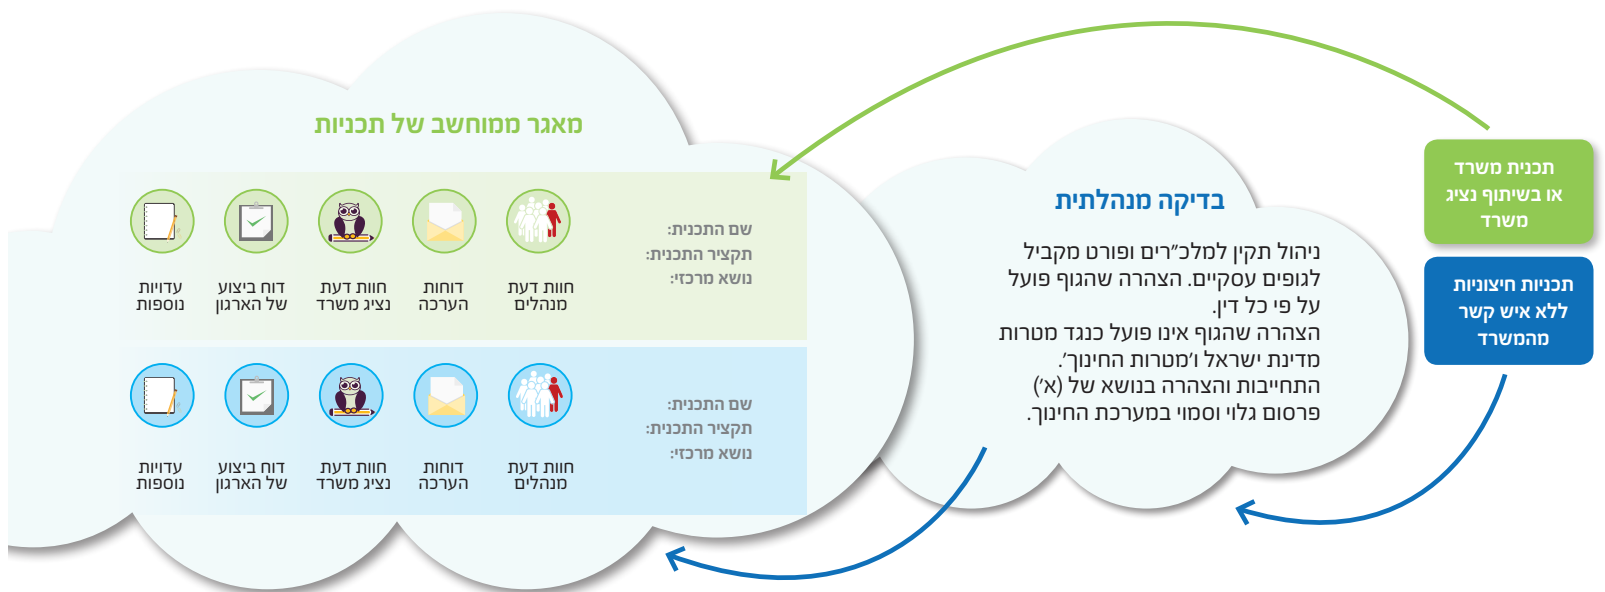 תכנית משרד
או בשיתוף נציג
משרד
תכניות חיצוניות
ללא איש קשר
מהמשרד
בדיקה מנהלתית
ניהול תקין למלכ״רים ופורט מקביל
לגופים עסקיים. הצהרה שהגוף פועל
על פי כל דין.
הצהרה שהגוף אינו פועל כנגד מטרות
מדינת ישראל ו׳מטרות החינוך׳.
התחייבות והצהרה בנושא של (א׳)
פרסום גלוי וסמוי במערכת החינוך.
מאגר ממוחשב של תכניות
שם התכנית:
תקציר התכנית:
נושא מרכזי:
חוות דעת
מנהלים
דוחות
הערכה
חוות דעת
נציג משרד
דוח ביצוע
של הארגון
עדויות
נוספות
שם התכנית:
תקציר התכנית:
נושא מרכזי:
חוות דעת
מנהלים
דוחות
הערכה
חוות דעת
נציג משרד
דוח ביצוע
של הארגון
עדויות
נוספות